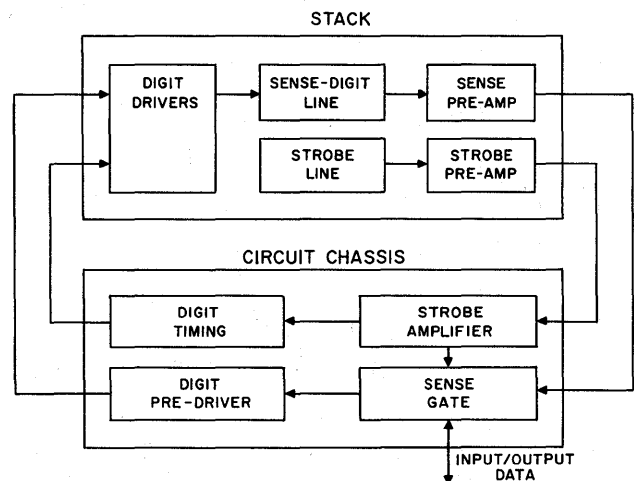 STACK
DIGIT
DRIVERS
SENSE-DIGIT
LINE
SENSE
PRE-AMP
STROBE
LINE
STROBE
PRE-AMP
CIRCUIT CHASSIS
DIGIT
TIMING
STROBE
AMPLIFIER
DIGIT
PRE-DRIVER
SENSE
GATE
INPUT/OUTPUT
DATA